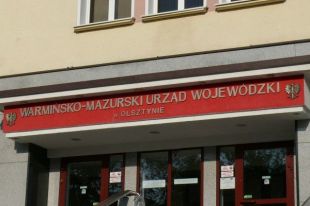 WARMIŃSKO-MAZURSKI URZĄD WOJEWÓDZKI
w OLSZTYNIE